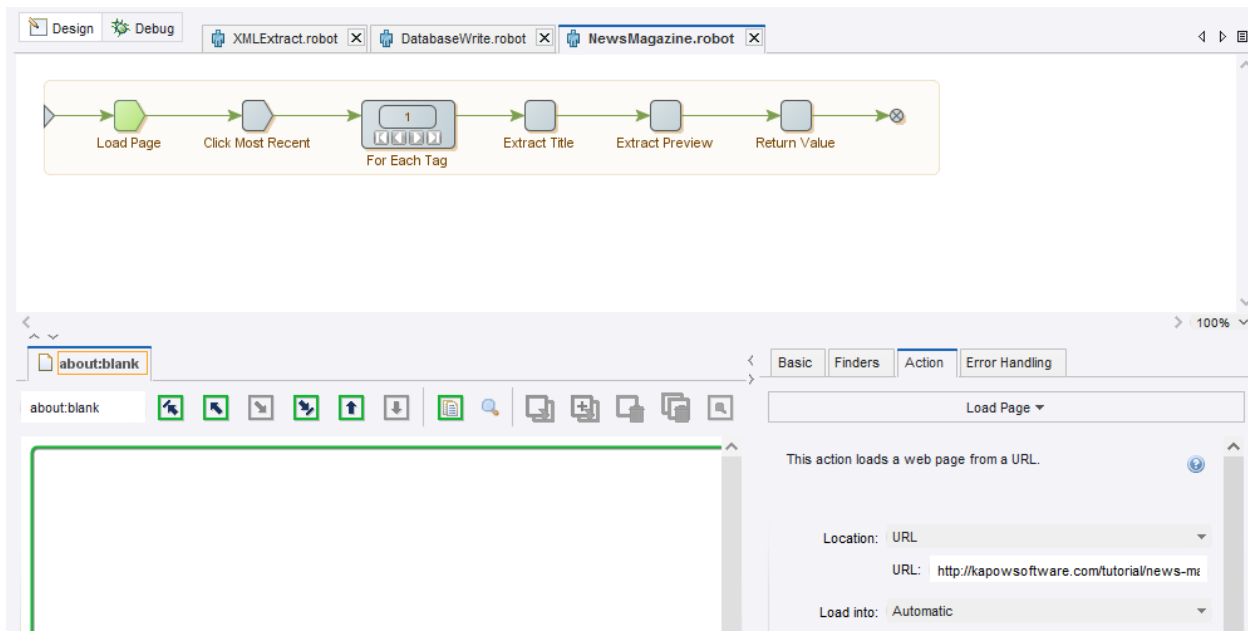 Design Debug XMLExtract.robot DatabaseWrite.robot NewsMagazine.robot
1
Load Page Click Most Recent Extract Title Extract Preview Return Value
For Each Tag
100%
about:blank Basic Finders Action Error Handling
about:blank Load Page
This action loads a web page from a URL.
Location: URL
URL: http://kapowsoftware.com/tutorial/news-ma
Load into: Automatic